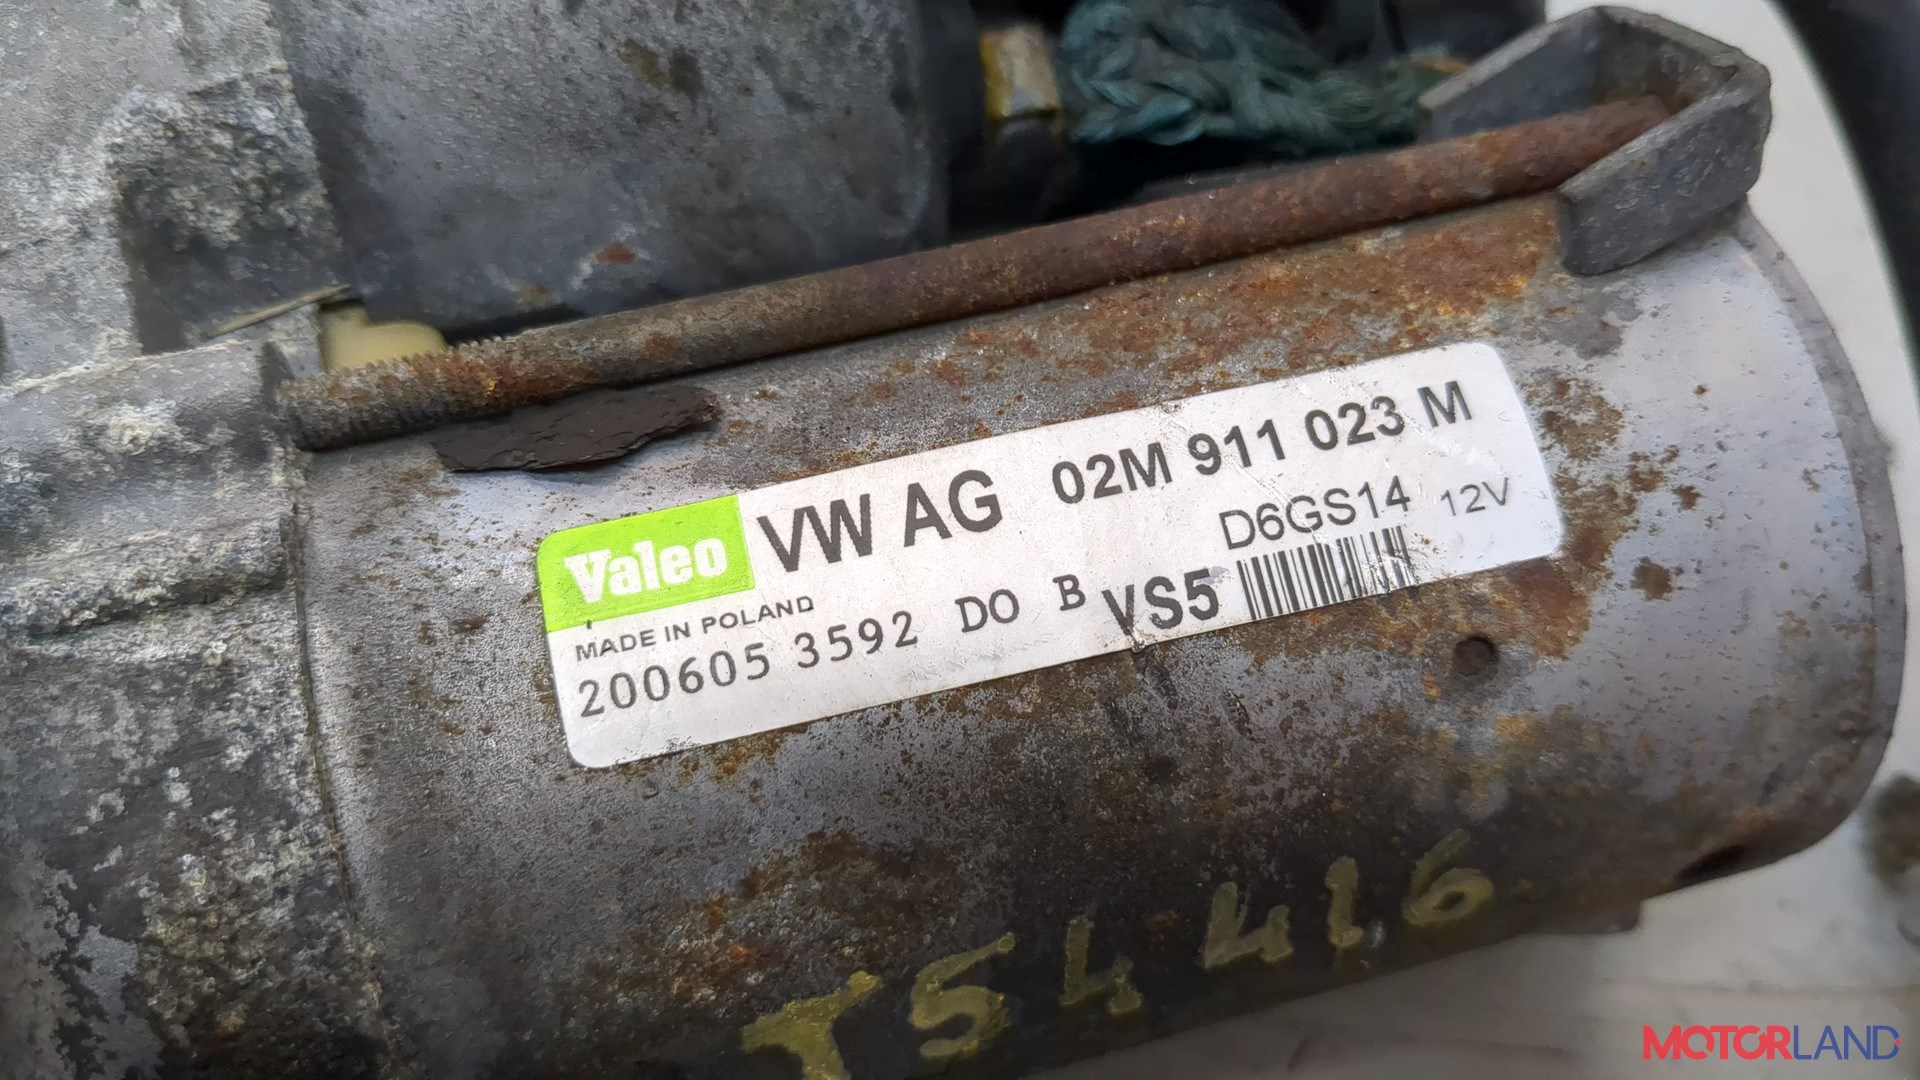 Valeo VW AG 02M 911 023 M
D6GS14 12V
MADE IN POLAND
200605 3592 DO B VS5
T54416
MOTORLAND